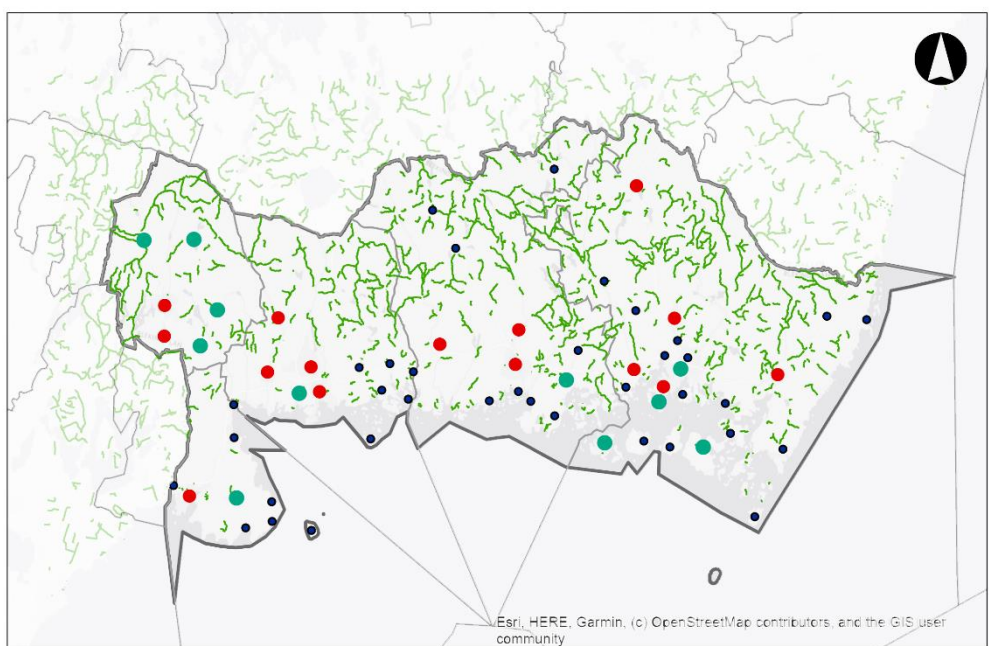 Esri, HERE, Garmin, (c) OpenStreetMap contributors, and the GIS user
community